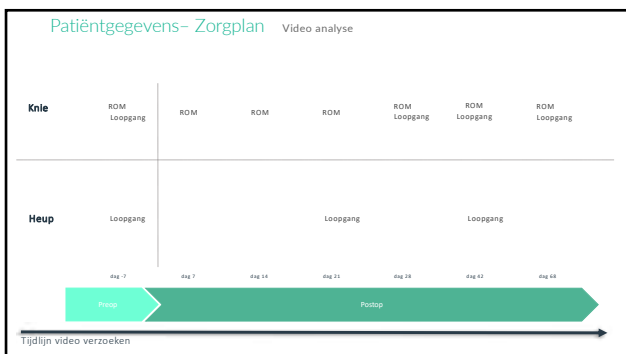 Patiëntgegevens– Zorgplan Video analyse
Knie
ROM
Loopgang
ROM
ROM
ROM
ROM
Loopgang
ROM
Loopgang
ROM
Loopgang
Heup
Loopgang
Loopgang
Loopgang
dag -7 dag 7 dag 14 dag 21 dag 28 dag 42 dag 68
Preop Postop
Tijdlijn video verzoeken